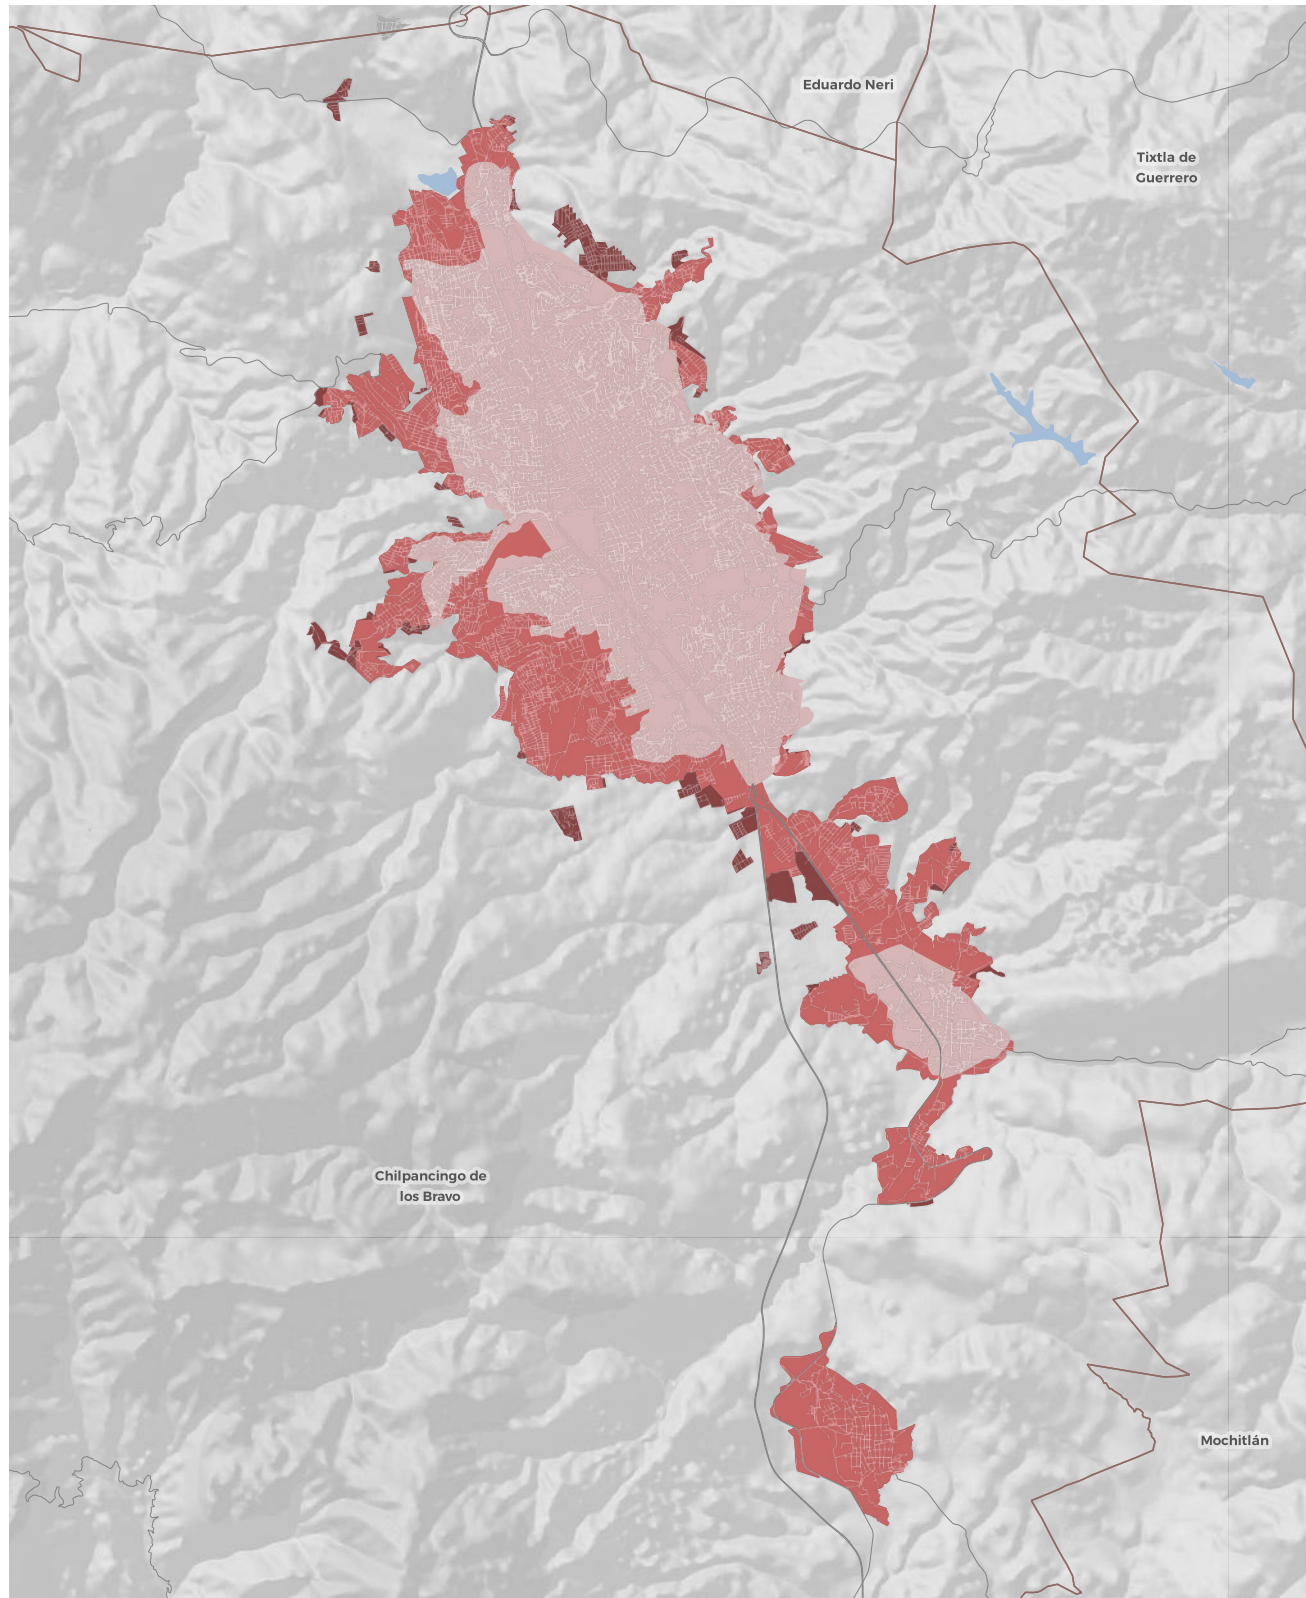 Eduardo Neri
Tixtla de
Guerrero
Chilpancingo de
los Bravo
Mochitlán